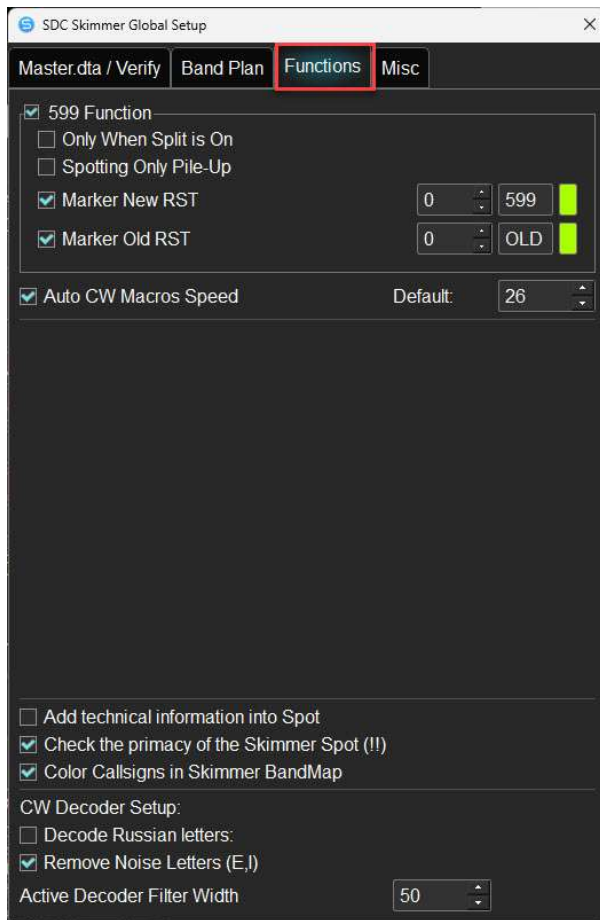 SDC Skimmer Global Setup
Master.dta / Verify Band Plan Functions Misc
599 Function
Only When Split is On
Spotting Only Pile-Up
Marker New RST 0 599
Marker Old RST 0 OLD
Auto CW Macros Speed Default: 26
Add technical information into Spot
Check the primacy of the Skimmer Spot (!!)
Color Callsigns in Skimmer BandMap
CW Decoder Setup:
Decode Russian letters:
Remove Noise Letters (E,I)
Active Decoder Filter Width 50